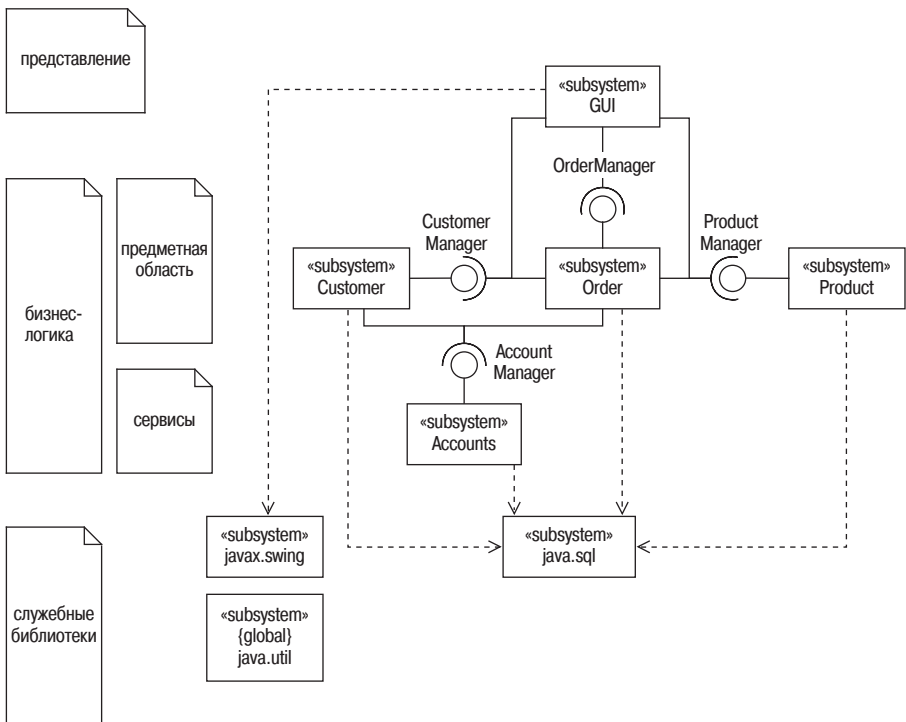 представление
«subsystem»
GUI
OrderManager
Customer
Manager
Product
Manager
предметная
область
«subsystem»
Customer
«subsystem»
Order
«subsystem»
Product
бизнес-
логика
Account
Manager
сервисы
«subsystem»
Accounts
«subsystem»
javax.swing
«subsystem»
java.sql
служебные
библиотеки
«subsystem»
{global}
java.util